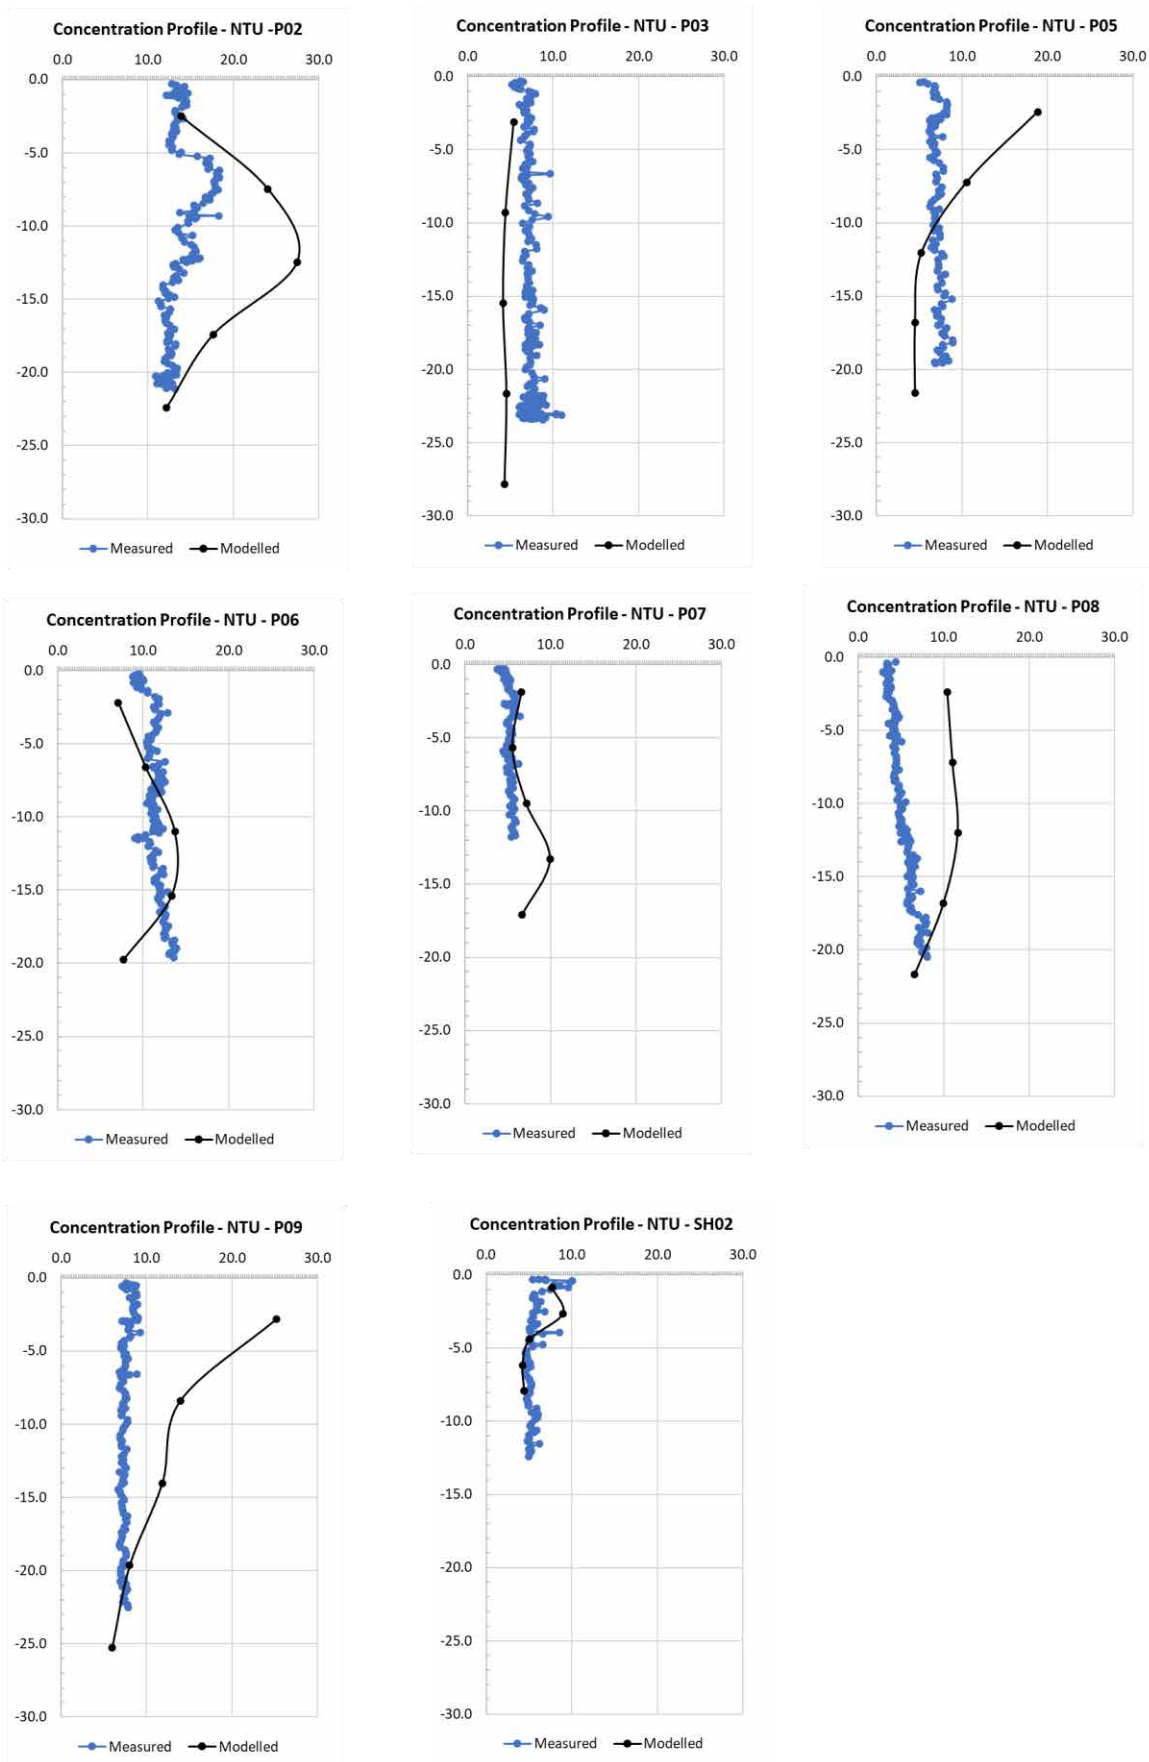 Concentration Profile - NTU -P02
0.0 10.0 20.0 30.0
0.0
-5.0
-10.0
-15.0
-20.0
-25.0
-30.0
Measured Modelled
Concentration Profile - NTU - P03
0.0 10.0 20.0 30.0
0.0
-5.0
-10.0
-15.0
-20.0
-25.0
-30.0
Measured Modelled
Concentration Profile - NTU - P05
0.0 10.0 20.0 30.0
0.0
-5.0
-10.0
-15.0
-20.0
-25.0
-30.0
Measured Modelled
Concentration Profile - NTU - P06
0.0 10.0 20.0 30.0
0.0
-5.0
-10.0
-15.0
-20.0
-25.0
-30.0
Measured Modelled
Concentration Profile - NTU - P07
0.0 10.0 20.0 30.0
0.0
-5.0
-10.0
-15.0
-20.0
-25.0
-30.0
Measured Modelled
Concentration Profile - NTU - P08
0.0 10.0 20.0 30.0
0.0
-5.0
-10.0
-15.0
-20.0
-25.0
-30.0
Measured Modelled
Concentration Profile - NTU - P09
0.0 10.0 20.0 30.0
0.0
-5.0
-10.0
-15.0
-20.0
-25.0
-30.0
Measured Modelled
Concentration Profile - NTU - SH02
0.0 10.0 20.0 30.0
0.0
-5.0
-10.0
-15.0
-20.0
-25.0
-30.0
Measured Modelled